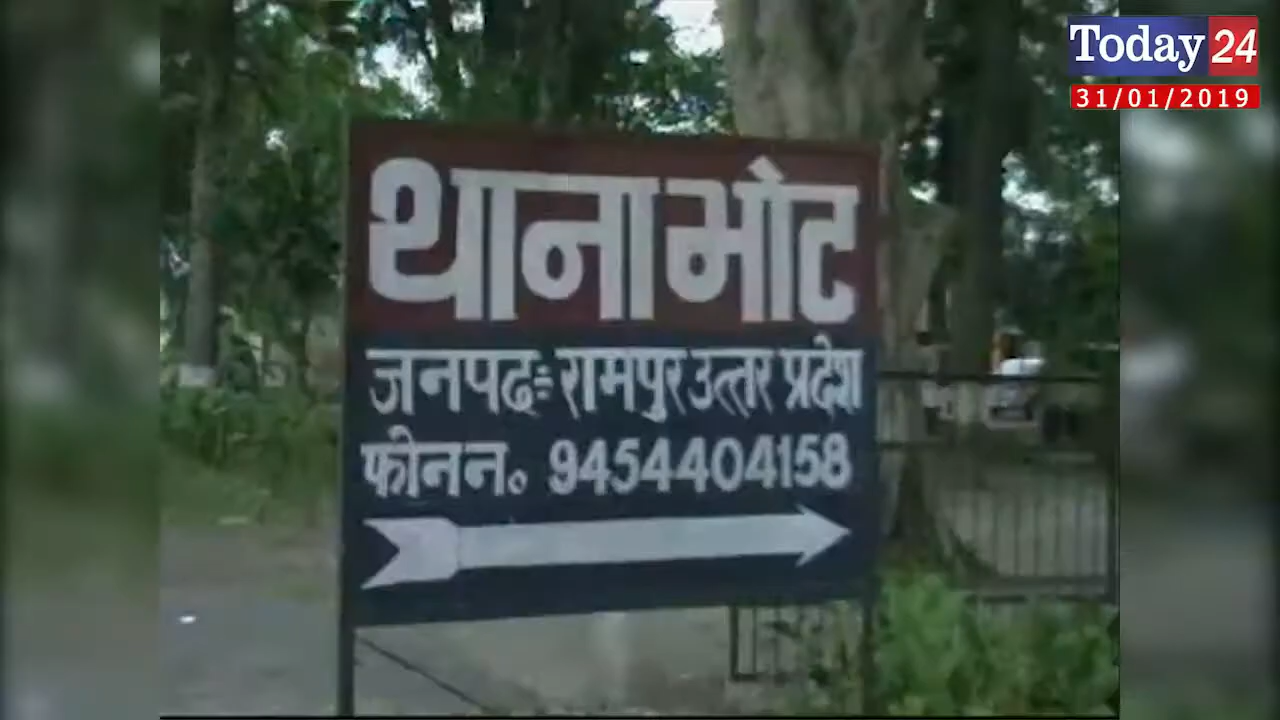 Today 24
31/01/2019
थाना भोट
जनपदः रामपुर उत्तर प्रदेश
फोन न० 9454404158